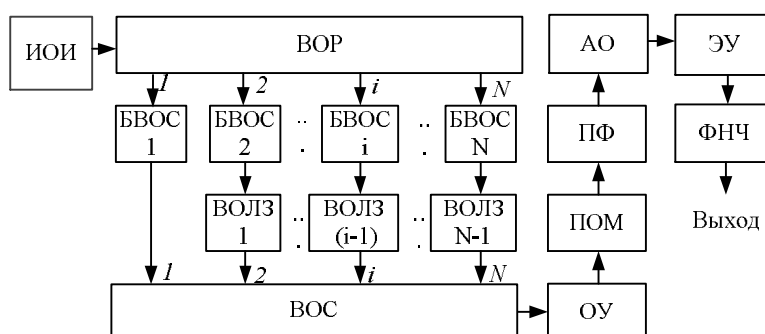 ИОИ
ВОР
АО
ЭУ
1 2 i N
БВОС 1
БВОС 2
..
.
БВОС i
..
.
БВОС N
ПФ
ФНЧ
ВОЛЗ 1
..
.
ВОЛЗ (i-1)
..
.
ВОЛЗ N-1
ПОМ
Выход
1 2 i N
ВОС
ОУ